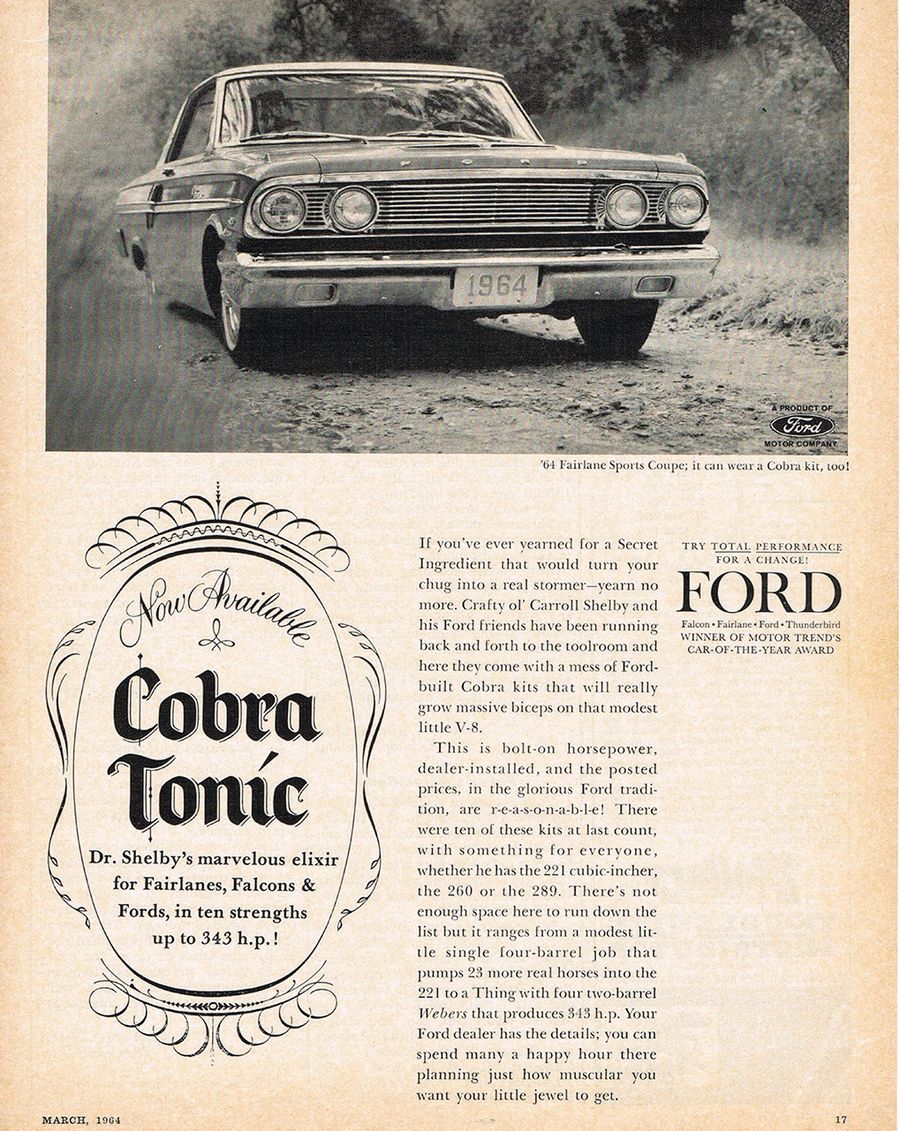 FORD
1964
A PRODUCT OF
Ford
MOTOR COMPANY
'64 Fairlane Sports Coupe; it can wear a Cobra kit, too!
Now Available
Cobra
Tonic
Dr. Shelby's marvelous elixir
for Fairlanes, Falcons &
Fords, in ten strengths
up to 343 h.p.!
If you've ever yearned for a Secret
Ingredient that would turn your
chug into a real stormer—yearn no
more. Crafty ol' Carroll Shelby and
his Ford friends have been running
back and forth to the toolroom and
here they come with a mess of Ford-
built Cobra kits that will really
grow massive biceps on that modest
little V-8.
This is bolt-on horsepower,
dealer-installed, and the posted
prices, in the glorious Ford tradi-
tion, are r-e-a-s-o-n-a-b-l-e! There
were ten of these kits at last count,
with something for everyone,
whether he has the 221 cubic-incher,
the 260 or the 289. There's not
enough space here to run down the
list but it ranges from a modest lit-
tle single four-barrel job that
pumps 23 more real horses into the
221 to a Thing with four two-barrel
Webers that produces 343 h.p. Your
Ford dealer has the details; you can
spend many a happy hour there
planning just how muscular you
want your little jewel to get.
TRY TOTAL PERFORMANCE
FOR A CHANGE!
FORD
Falcon • Fairlane • Ford • Thunderbird
WINNER OF MOTOR TREND'S
CAR-OF-THE-YEAR AWARD
MARCH, 1964
17